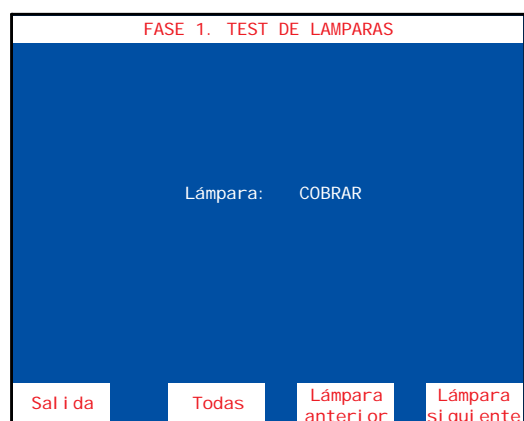 FASE 1. TEST DE LAMPARAS
Lámpara: COBRAR
Salida
Todas
Lámpara
anterior
Lámpara
siguiente